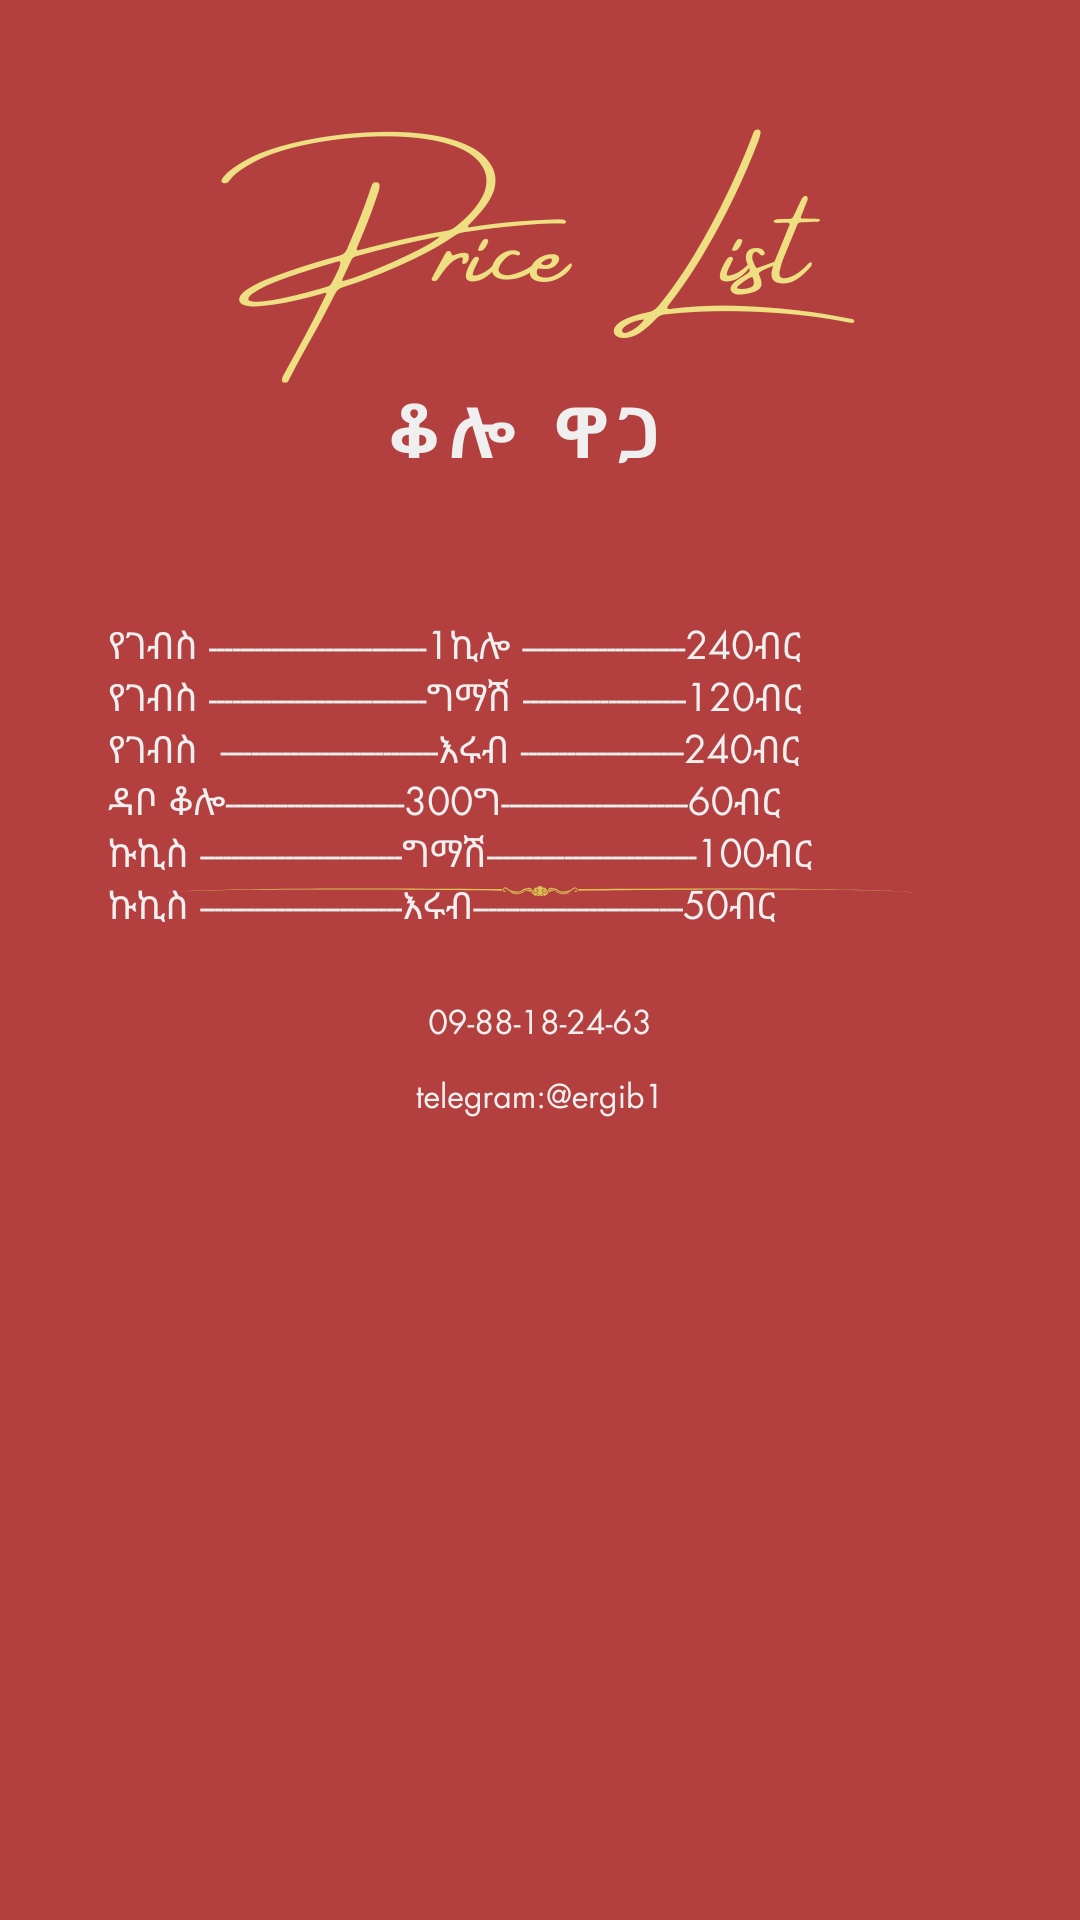 Price List
ቆሎ ዋጋ
የገብስ ------------------------1ኪሎ ------------------240ብር
የገብስ ------------------------ግማሽ ------------------120ብር
የገብስ ------------------------እሩብ ------------------240ብር
ዳቦ ቆሎ--------------------300ግ---------------------60ብር
ኩኪስ ----------------------ግማሽ-----------------------100ብር
ኩኪስ ----------------------እሩብ-----------------------50ብር
09-88-18-24-63
telegram:@ergib1